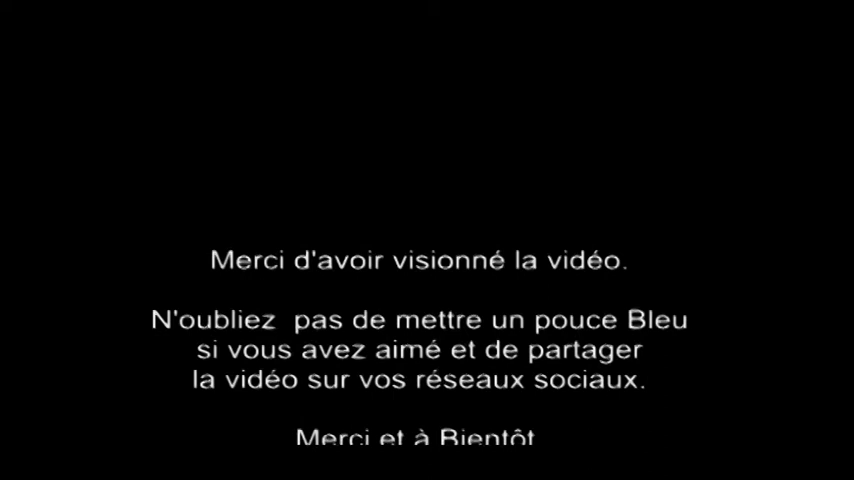 Merci d'avoir visionné la vidéo.
N'oubliez pas de mettre un pouce Bleu
si vous avez aimé et de partager
la vidéo sur vos réseaux sociaux.
Merci et à Bientôt